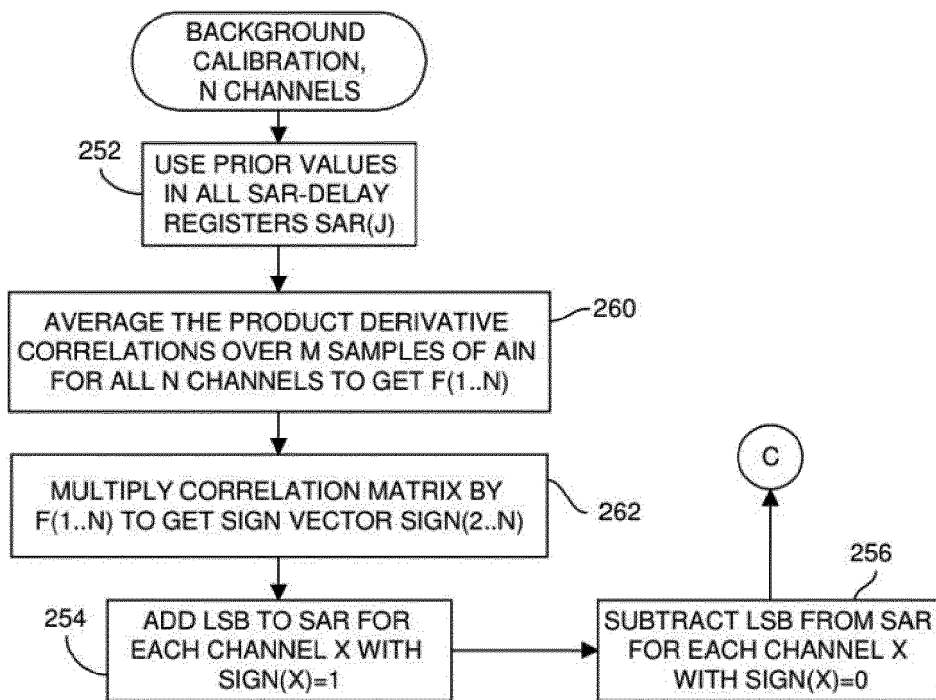 BACKGROUND
CALIBRATION,
N CHANNELS
252
USE PRIOR VALUES
IN ALL SAR-DELAY
REGISTERS SAR(J)
260
AVERAGE THE PRODUCT DERIVATIVE
CORRELATIONS OVER M SAMPLES OF AIN
FOR ALL N CHANNELS TO GET F(1..N)
262
MULTIPLY CORRELATION MATRIX BY
F(1..N) TO GET SIGN VECTOR SIGN(2..N)
254
ADD LSB TO SAR FOR
EACH CHANNEL X WITH
SIGN(X)=1
256
SUBTRACT LSB FROM SAR
FOR EACH CHANNEL X
WITH SIGN(X)=0
C